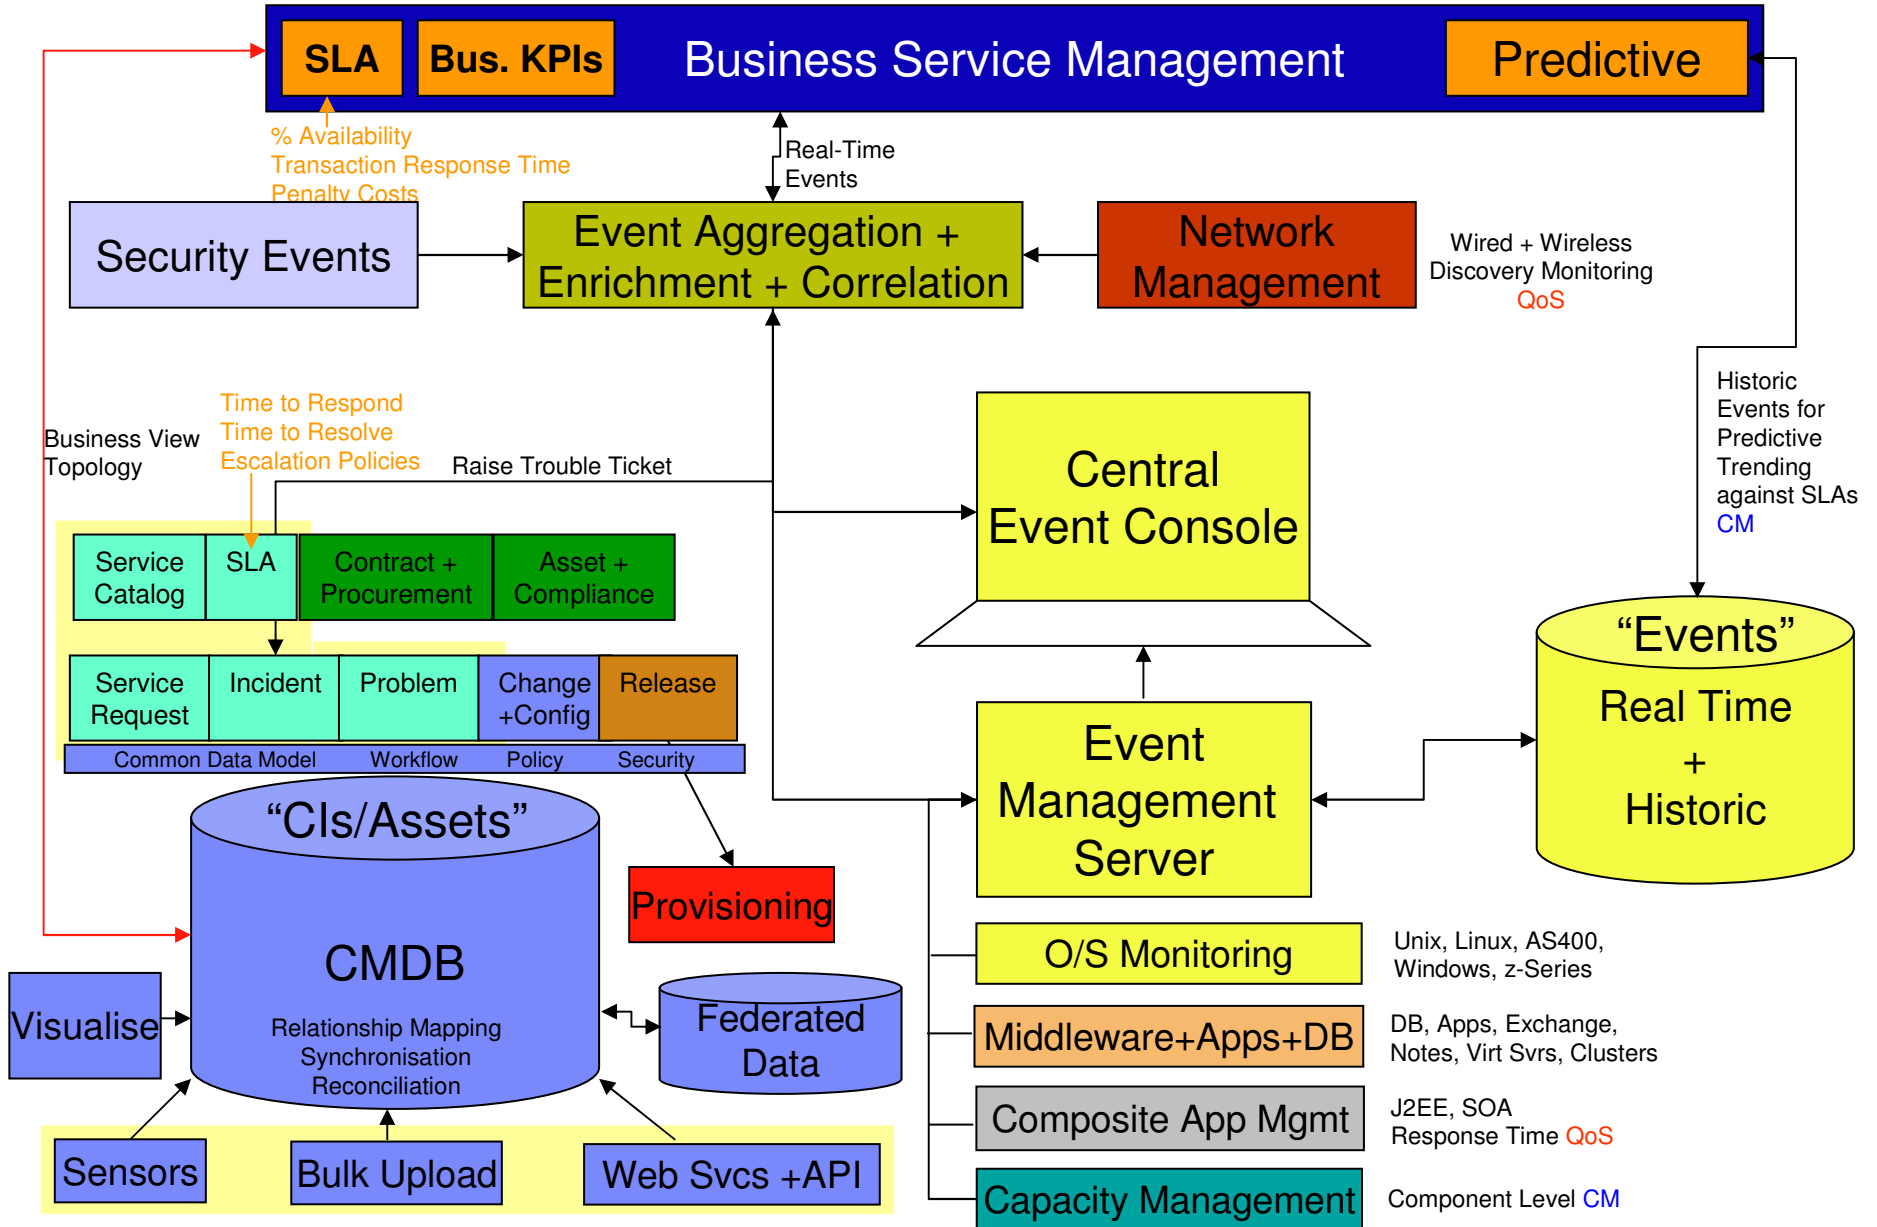 SLA
Bus. KPIs
Business Service Management
Predictive
% Availability
Transaction Response Time
Penalty Costs
Real-Time
Events
Security Events
Event Aggregation +
Enrichment + Correlation
Network
Management
Wired + Wireless
Discovery Monitoring
QoS
Historic
Events for
Predictive
Trending
against SLAs
CM
Business View
Topology
Time to Respond
Time to Resolve
Escalation Policies
Raise Trouble Ticket
Central
Event Console
Service
Catalog
SLA
Contract +
Procurement
Asset +
Compliance
Service
Request
Incident
Problem
Change
+Config
Release
Common Data Model
Workflow
Policy
Security
“Events”
Real Time
+
Historic
Event
Management
Server
“CIs/Assets”
CMDB
Relationship Mapping
Synchronisation
Reconciliation
Provisioning
Visualise
Federated
Data
Sensors
Bulk Upload
Web Svcs +API
O/S Monitoring
Unix, Linux, AS400,
Windows, z-Series
Middleware+Apps+DB
DB, Apps, Exchange,
Notes, Virt Svrs, Clusters
Composite App Mgmt
J2EE, SOA
Response Time QoS
Capacity Management
Component Level CM